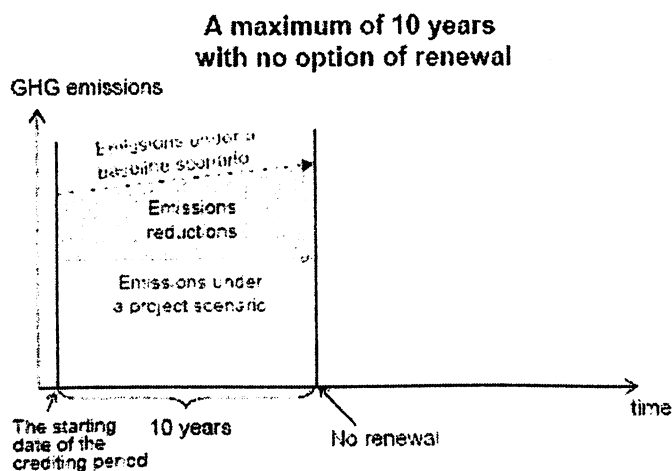 A maximum of 10 years
with no option of renewal
GHG emissions
Emissions under a
baseline scenario
Emissions
reductions
Emissions under
a project scenario
time
The starting
date of the
crediting period
10 years
No renewal